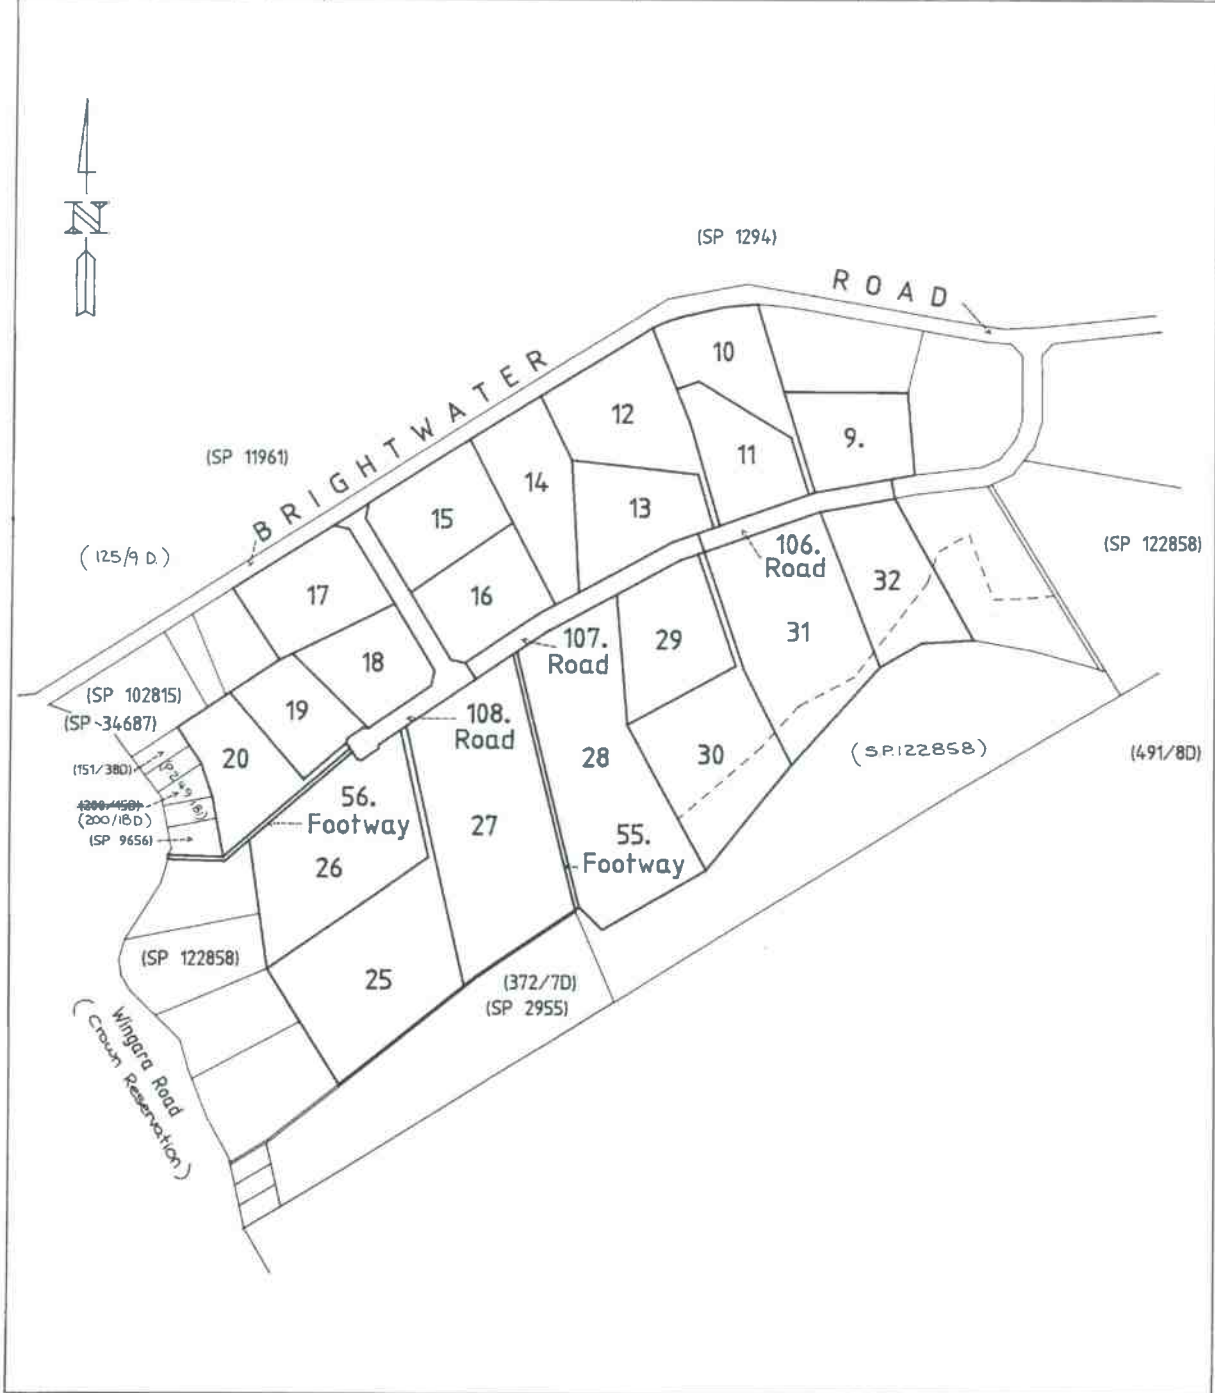 N
(SP 1294)
BRIGHTWATER ROAD
10
12
9.
11
(SP 11961)
14
13
15
(125/9 D.)
106.
Road
(SP 122858)
17
16
32
31
107.
Road
29
18
(SP 102815)
19
(SP 34687)
108.
Road
20
28
30
(S.P.122858)
(491/8D)
(151/38D)
56.
Footway
(200/18D)
27
55.
Footway
(SP 9656)
26
(SP 122858)
25
(372/7D)
(SP 2955)
Wingara Road
(Crown Reservation)